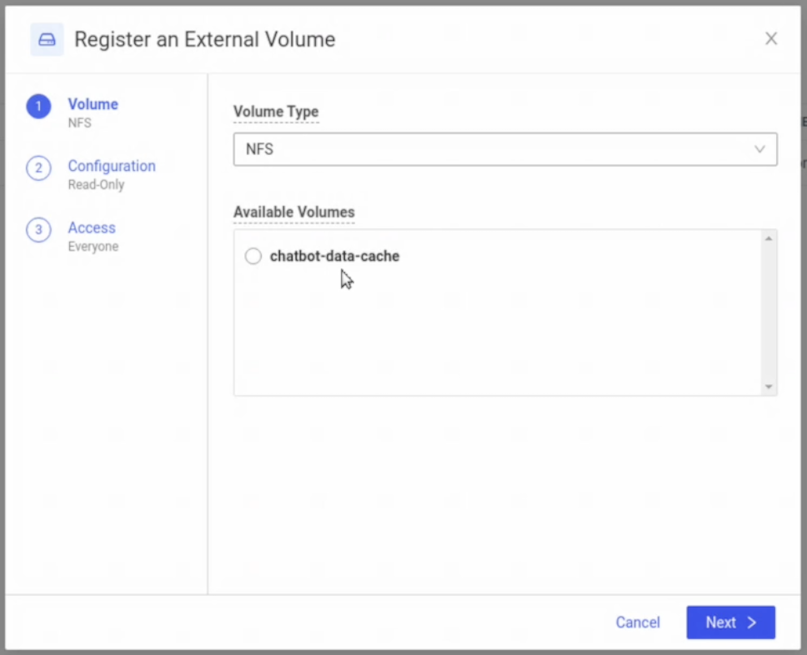 Register an External Volume
1 Volume
NFS
2 Configuration
Read-Only
3 Access
Everyone
Volume Type
NFS
Available Volumes
chatbot-data-cache
Cancel
Next